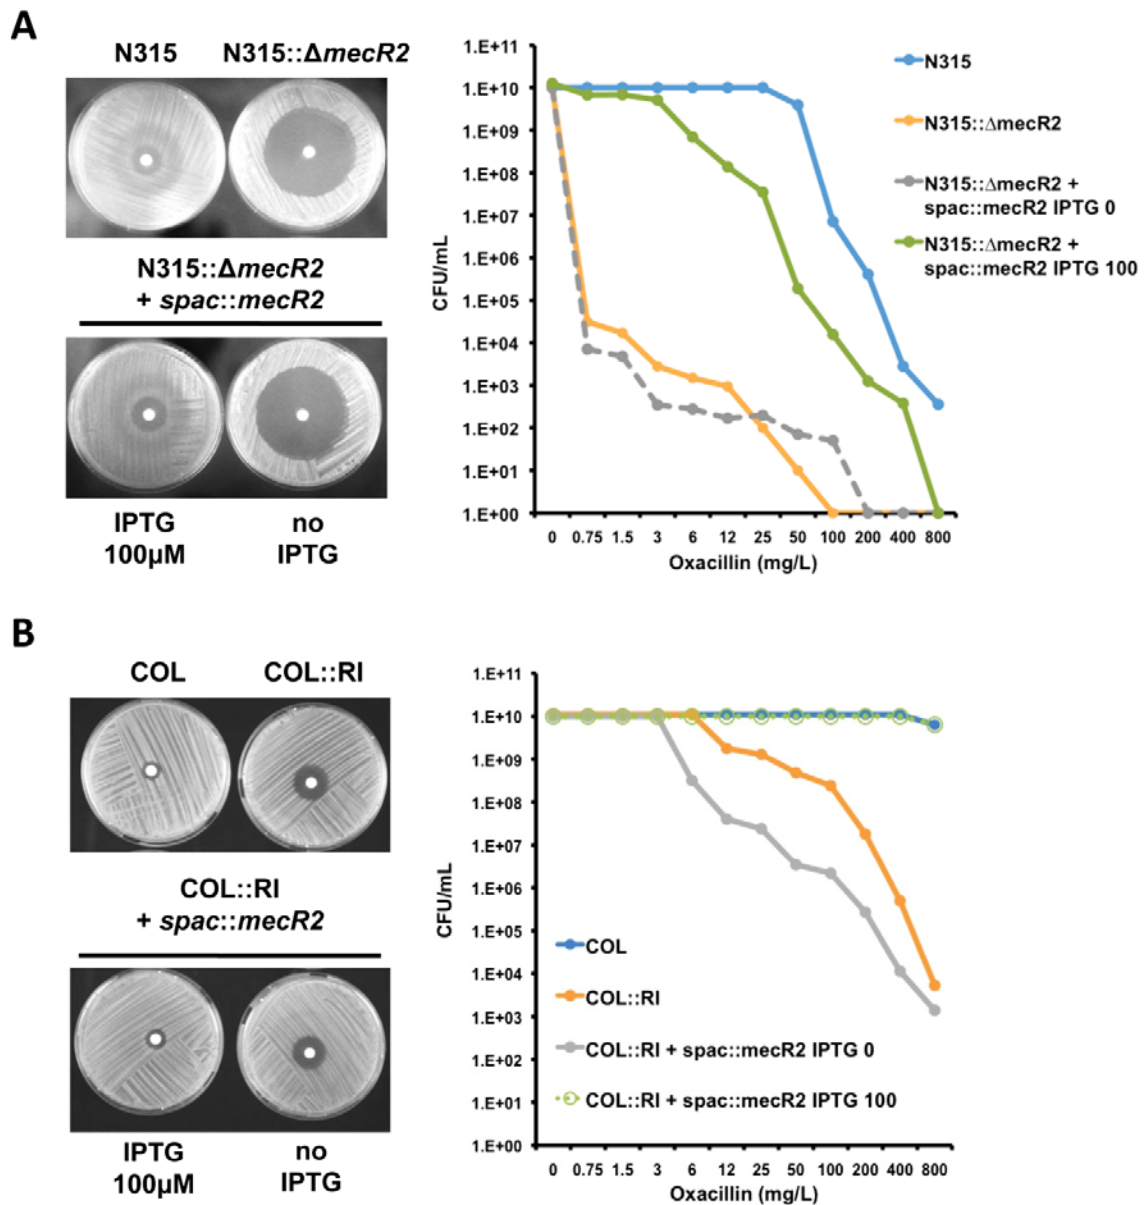 A
N315 N315::ΔmecR2
N315::ΔmecR2
+ spac::mecR2
IPTG
100µM
no
IPTG
1.E+11
1.E+10
1.E+09
1.E+08
1.E+07
1.E+06
1.E+05
1.E+04
1.E+03
1.E+02
1.E+01
1.E+00
CFU/mL
0 0.75 1.5 3 6 12 25 50 100 200 400 800
Oxacillin (mg/L)
N315
N315::ΔmecR2
N315::ΔmecR2 +
spac::mecR2 IPTG 0
N315::ΔmecR2 +
spac::mecR2 IPTG 100
B
COL COL::RI
COL::RI
+ spac::mecR2
IPTG
100µM
no
IPTG
1.E+11
1.E+10
1.E+09
1.E+08
1.E+07
1.E+06
1.E+05
1.E+04
1.E+03
1.E+02
1.E+01
1.E+00
CFU/mL
COL
COL::RI
COL::RI + spac::mecR2 IPTG 0
COL::RI + spac::mecR2 IPTG 100
0 0.75 1.5 3 6 12 25 50 100 200 400 800
Oxacillin (mg/L)